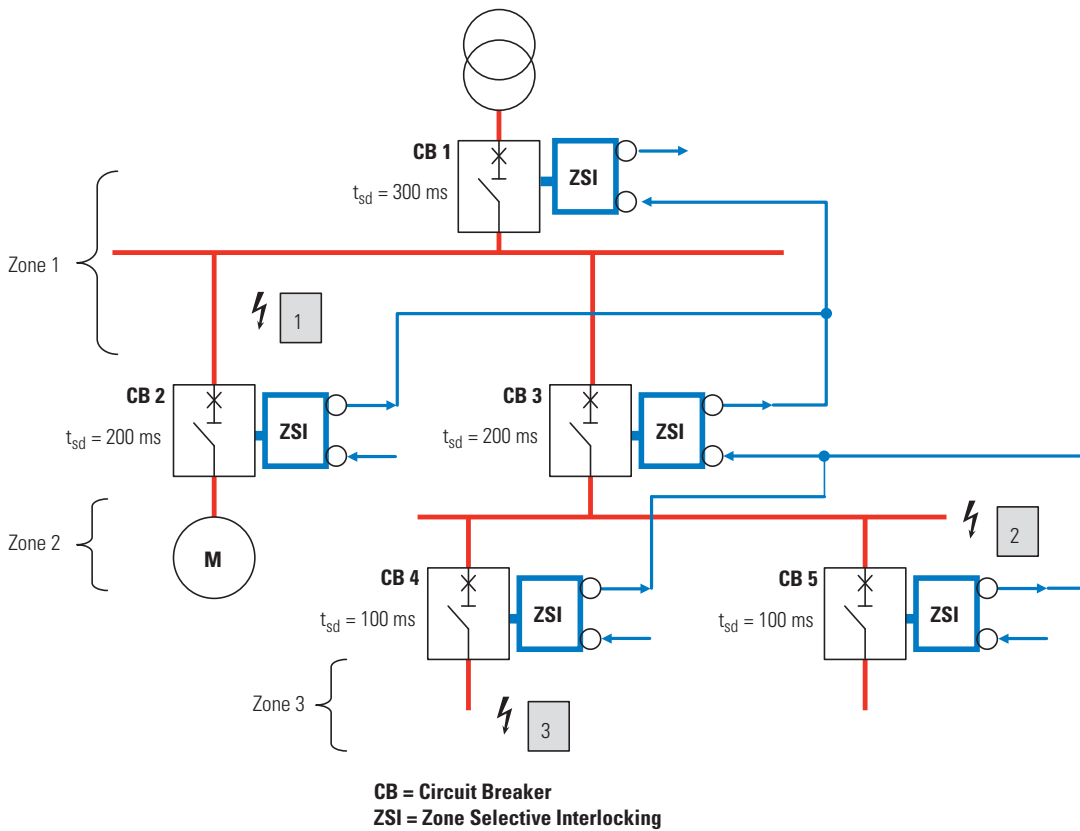 CB 1
ZSI
t_sd = 300 ms
Zone 1
1
CB 2
ZSI
t_sd = 200 ms
CB 3
ZSI
t_sd = 200 ms
Zone 2
M
2
CB 4
ZSI
t_sd = 100 ms
CB 5
ZSI
t_sd = 100 ms
Zone 3
3
CB = Circuit Breaker
ZSI = Zone Selective Interlocking